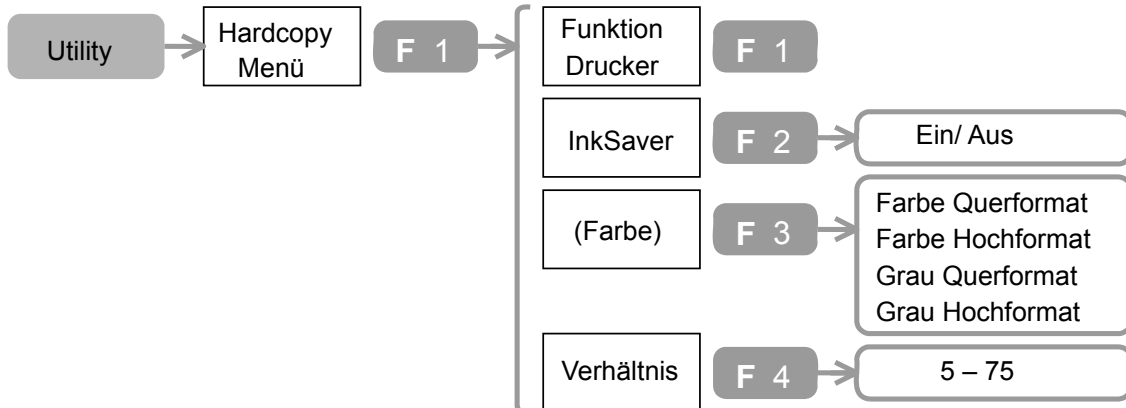 Utility
Hardcopy
Menü
F 1
Funktion
Drucker
F 1
InkSaver
F 2
Ein/ Aus
(Farbe)
F 3
Farbe Querformat
Farbe Hochformat
Grau Querformat
Grau Hochformat
Verhältnis
F 4
5 – 75